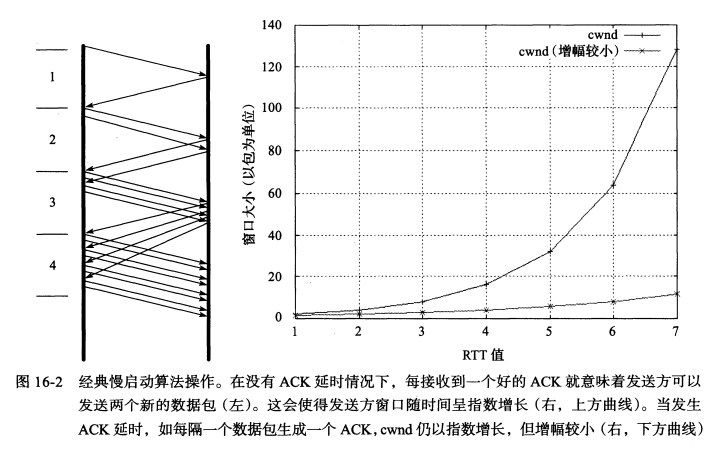 1
2
3
4
140
120
100
80
60
40
20
0
窗口大小（以包为单位）
cwnd
cwnd（增幅较小）
1 2 3 4 5 6 7
RTT 值
图 16-2 经典慢启动算法操作。在没有 ACK 延时情况下，每接收到一个好的 ACK 就意味着发送方可以
发送两个新的数据包（左）。这会使得发送方窗口随时间呈指数增长（右，上方曲线）。当发生
ACK 延时，如每隔一个数据包生成一个 ACK, cwnd 仍以指数增长，但增幅较小（右，下方曲线）